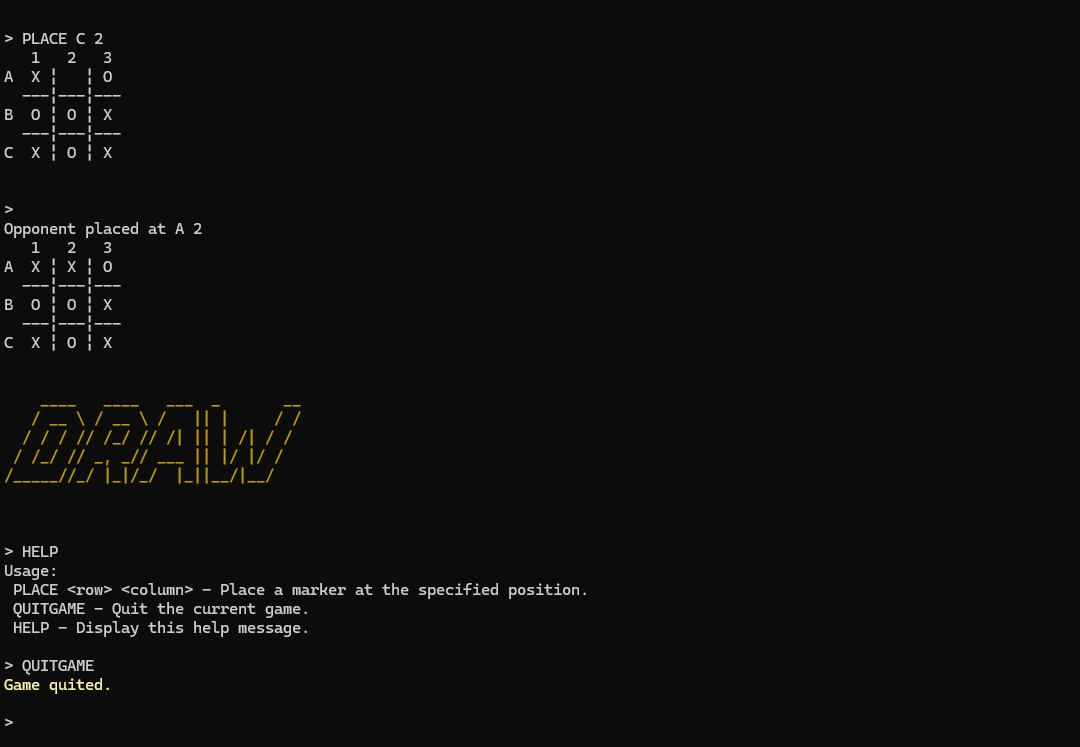 > PLACE C 2
   1   2   3
A  X ¦   ¦ O
  ---¦---¦---
B  O ¦ O ¦ X
  ---¦---¦---
C  X ¦ O ¦ X
>
Opponent placed at A 2
   1   2   3
A  X ¦ X ¦ O
  ---¦---¦---
B  O ¦ O ¦ X
  ---¦---¦---
C  X ¦ O ¦ X
DRAW
> HELP
Usage:
 PLACE <row> <column> - Place a marker at the specified position.
 QUITGAME - Quit the current game.
 HELP - Display this help message.
> QUITGAME
Game quited.
>